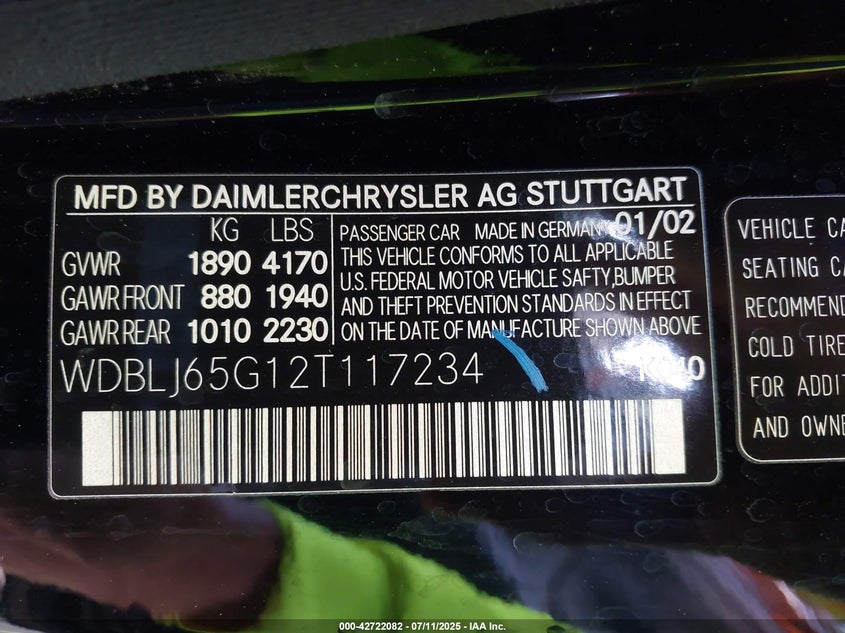 MFD BY DAIMLERCHRYSLER AG STUTTGART
KG LBS
GVWR 1890 4170
GAWR FRONT 880 1940
GAWR REAR 1010 2230
PASSENGER CAR MADE IN GERMANY 01/02
THIS VEHICLE CONFORMS TO ALL APPLICABLE
U.S. FEDERAL MOTOR VEHICLE SAFTY,BUMPER
AND THEFT PREVENTION STANDARDS IN EFFECT
ON THE DATE OF MANUFACTURE SHOWN ABOVE
WDBLJ65G12T117234
VEHICLE CA
SEATING CA
RECOMMEND
COLD TIRE
FOR ADDIT
AND OWNE
000-42722082 - 07/11/2025 - IAA Inc.